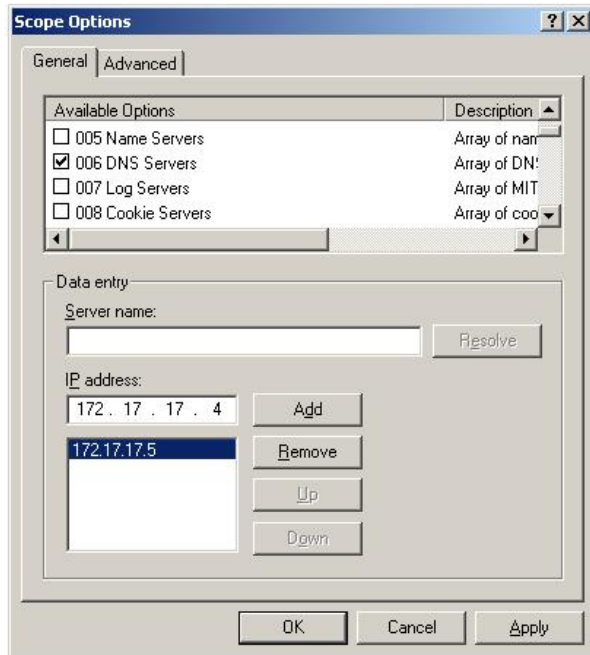 Scope Options
General Advanced
Available Options Description
005 Name Servers Array of nam
006 DNS Servers Array of DN
007 Log Servers Array of MIT
008 Cookie Servers Array of coo
Data entry
Server name:
Resolve
IP address:
172 . 17 . 17 . 4 Add
172.17.17.5 Remove
Up
Down
OK Cancel Apply